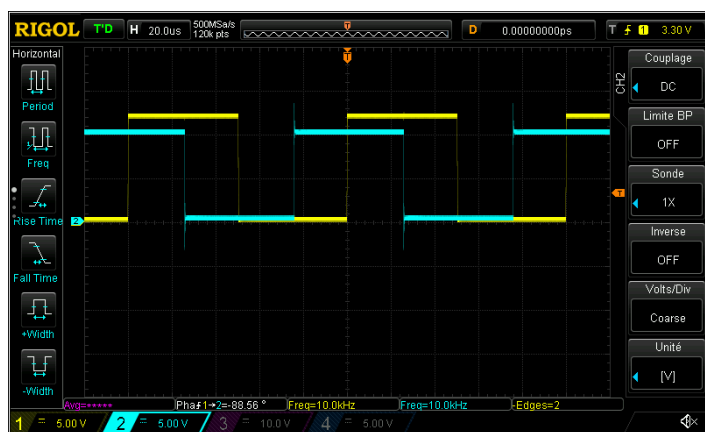 RIGOL T'D H 20.0us 500MSa/s 120k pts D 0.00000000ps T 1 3.30 V
Horizontal
Period
Freq
Rise Time
Fall Time
+Width
-Width
T
T
2
CH2
Couplage
DC
Limite BP
OFF
Sonde
1X
Inverse
OFF
Volts/Div
Coarse
Unité
[V]
Avg=***** Pha 1→2=-88.56 ° Freq=10.0kHz Freq=10.0kHz -Edges=2
1 = 5.00 V 2 = 5.00 V 3 = 10.0 V 4 = 5.00 V